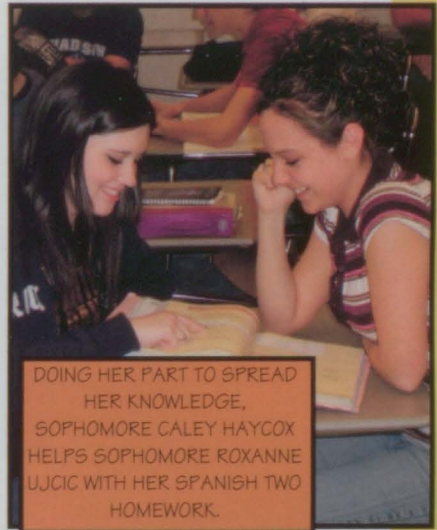 DOING HER PART TO SPREAD
HER KNOWLEDGE,
SOPHOMORE CALEY HAYCOX
HELPS SOPHOMORE ROXANNE
UJCIC WITH HER SPANISH TWO
HOMEWORK.